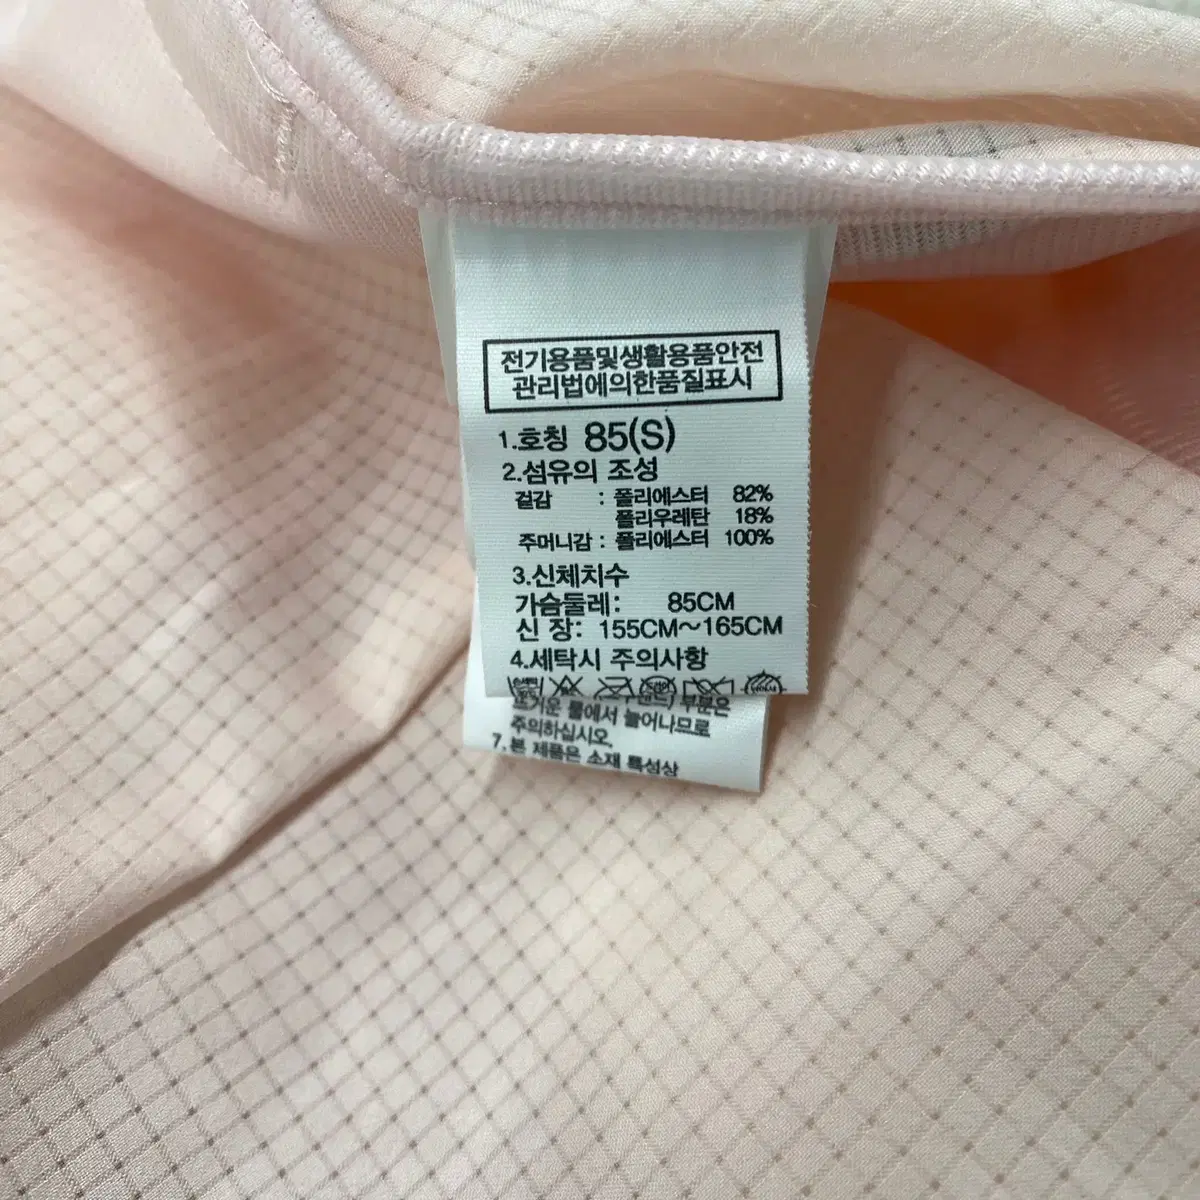 전기용품및생활용품안전
관리법에의한품질표시
1.호칭 85(S)
2.섬유의 조성
겉감 : 폴리에스터 82%
폴리우레탄 18%
주머니감 : 폴리에스터 100%
3.신체치수
가슴둘레: 85CM
신 장: 155CM~165CM
4.세탁시 주의사항
부분은
뜨거운 물에서 늘어나므로
주의하십시오.
7.본 제품은 소재 특성상